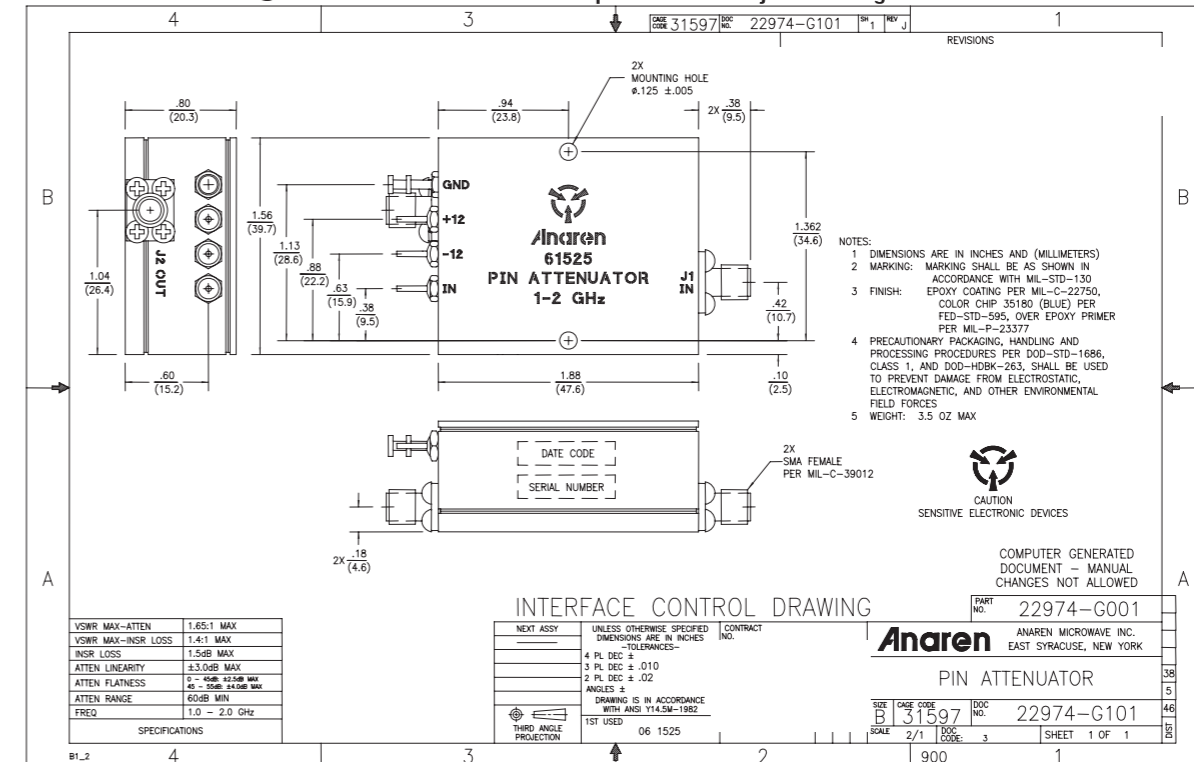 4
3
CAGE CODE 31597 DOC NO. 22974-G101 SH 1 REV J
1
REVISIONS
B
B
A
A
.80
(20.3)
1.04
(26.4)
.60
(15.2)
J2 OUT
1.56
(39.7)
1.13
(28.6)
.88
(22.2)
.63
(15.9)
.38
(9.5)
.94
(23.8)
2X
MOUNTING HOLE
ø.125 ±.005
2X .38
(9.5)
GND
+12
-12
IN
Anaren
61525
PIN ATTENUATOR
1-2 GHz
J1
IN
1.362
(34.6)
.42
(10.7)
.10
(2.5)
1.88
(47.6)
NOTES:
1 DIMENSIONS ARE IN INCHES AND (MILLIMETERS)
2 MARKING: MARKING SHALL BE AS SHOWN IN
ACCORDANCE WITH MIL-STD-130
3 FINISH: EPOXY COATING PER MIL-C-22750,
COLOR CHIP 35180 (BLUE) PER
FED-STD-595, OVER EPOXY PRIMER
PER MIL-P-23377
4 PRECAUTIONARY PACKAGING, HANDLING AND
PROCESSING PROCEDURES PER DOD-STD-1686,
CLASS 1, AND DOD-HDBK-263, SHALL BE USED
TO PREVENT DAMAGE FROM ELECTROSTATIC,
ELECTROMAGNETIC, AND OTHER ENVIRONMENTAL
FIELD FORCES
5 WEIGHT: 3.5 OZ MAX
DATE CODE
SERIAL NUMBER
2X
SMA FEMALE
PER MIL-C-39012
2X .18
(4.6)
CAUTION
SENSITIVE ELECTRONIC DEVICES
COMPUTER GENERATED
DOCUMENT - MANUAL
CHANGES NOT ALLOWED
INTERFACE CONTROL DRAWING
VSWR MAX-ATTEN 1.65:1 MAX
VSWR MAX-INSR LOSS 1.4:1 MAX
INSR LOSS 1.5dB MAX
ATTEN LINEARITY ±3.0dB MAX
ATTEN FLATNESS 0 - 45dB: ±2.5dB MAX
45 - 55dB: ±4.0dB MAX
ATTEN RANGE 60dB MIN
FREQ 1.0 - 2.0 GHz
SPECIFICATIONS
NEXT ASSY
THIRD ANGLE
PROJECTION
UNLESS OTHERWISE SPECIFIED
DIMENSIONS ARE IN INCHES
-TOLERANCES-
4 PL DEC ±
3 PL DEC ± .010
2 PL DEC ± .02
ANGLES ±
DRAWING IS IN ACCORDANCE
WITH ANSI Y14.5M-1982
1ST USED
06 1525
CONTRACT
NO.
PART
NO. 22974-G001
Anaren
ANAREN MICROWAVE INC.
EAST SYRACUSE, NEW YORK
PIN ATTENUATOR
SIZE B CAGE CODE 31597 DOC NO. 22974-G101
SCALE 2/1 DOC CODE: 3 SHEET 1 OF 1
38
5
46
DIST
B1_2
4
3
2
900
1